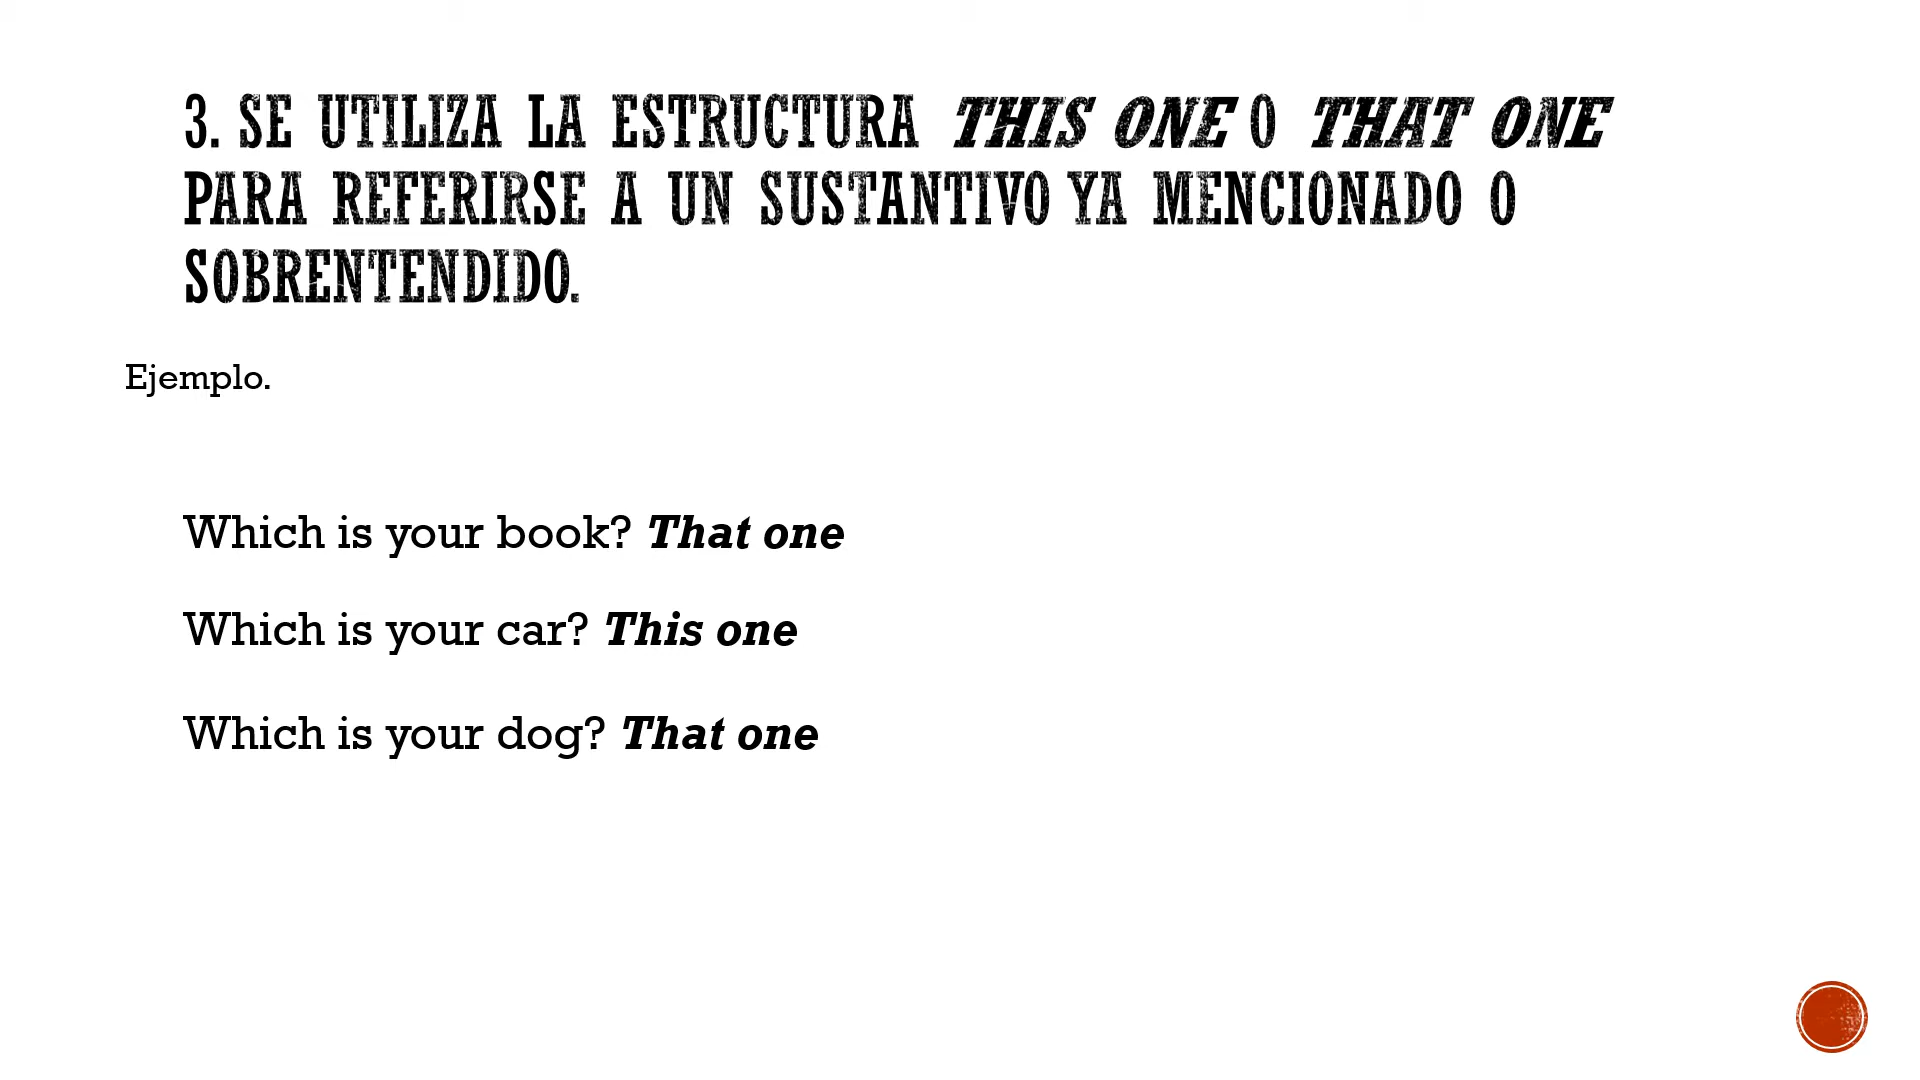 3. SE UTILIZA LA ESTRUCTURA THIS ONE O THAT ONE
PARA REFERIRSE A UN SUSTANTIVO YA MENCIONADO O
SOBRENTENDIDO.
Ejemplo.
Which is your book? That one
Which is your car? This one
Which is your dog? That one